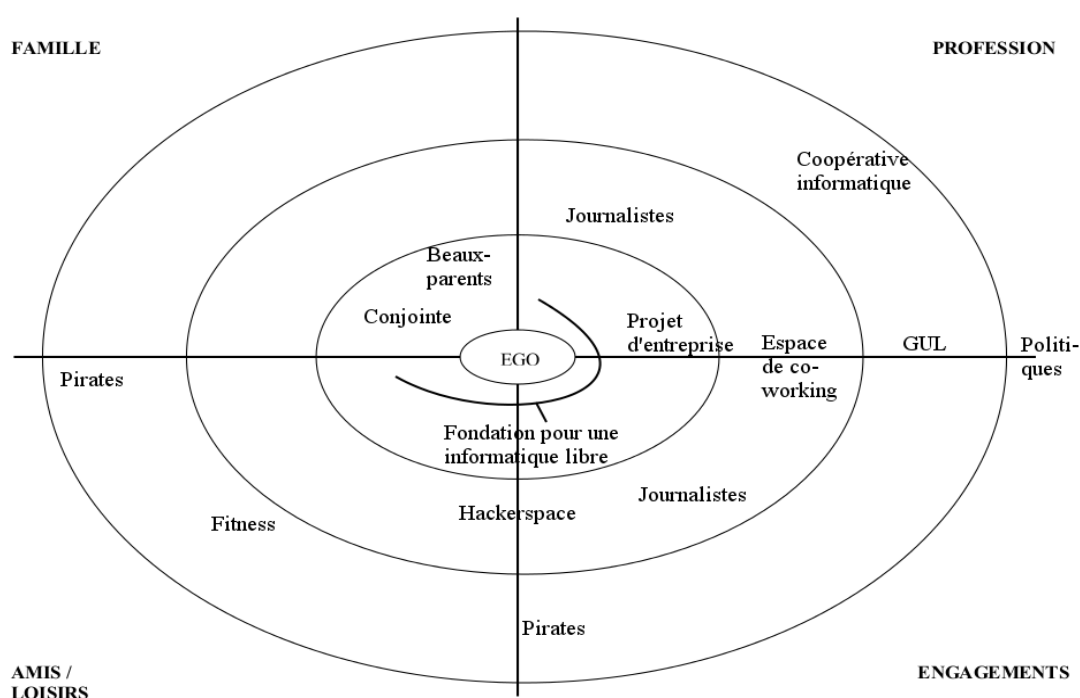 FAMILLE
PROFESSION
Coopérative
informatique
Journalistes
Beaux-
parents
Conjointe
Projet
d'entreprise
EGO
Espace
de co-
working
GUL
Politi-
ques
Pirates
Fondation pour une
informatique libre
Journalistes
Hackerspace
Fitness
Pirates
AMIS /
LOISIRS
ENGAGEMENTS